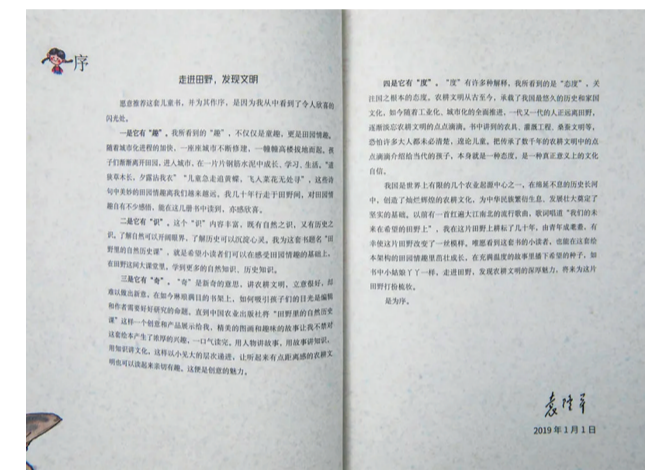 序
走进田野，发现文明
愿意推荐这套儿童书，并为其作序，是因为我从中看到了令人欣喜的
闪光处。
一是它有“趣”。我所看到的“趣”，不仅仅是童趣，更是田园情趣。
随着城市化进程的加快，一座座城市不断修建，一幢幢高楼拔地而起。孩
子们渐渐离开田园，进入城市，在一片片钢筋水泥中成长、学习、生活。“道
狭草木长，夕露沾我衣”“儿童急走追黄蝶，飞入菜花无处寻”，这些诗
句中美妙的田园情趣离我们越来越远。我几十年行走于田野间，对田园情
趣自有不少感悟，能在这几册书中读到，亦感欣喜。
二是它有“识”。这个“识”内容丰富，既有自然之识，又有历史之
识。了解自然可以开阔眼界，了解历史可以沉淀心灵。我为这套书题名“田
野里的自然历史课”，就是希望小读者们可以在感受田园情趣的基础上，
在田野这间大课堂里，学到更多的自然知识、历史知识。
三是它有“奇”。“奇”是新奇的意思。讲农耕文明，立意很好，却
难以做出新意。在如今琳琅满目的书架上，如何吸引孩子们的目光是编辑
和作者需要好好研究的命题。直到中国农业出版社将“田野里的自然历史
课”这样一个创意和产品展示给我，精美的图画和趣味的故事让我不禁对
这套绘本产生了浓厚的兴趣，一口气读完。用人物讲故事，用故事讲知识，
用知识讲文化。这样以小见大的层次递进，让听起来有点距离感的农耕文
明也可以读起来亲切有趣。这便是创意的魅力。
四是它有“度”。“度”有许多种解释，我所看到的是“态度”，关
注国之根本的态度。农耕文明从古至今，承载了我国最悠久的历史和家国
文化。如今随着工业化、城市化的全面推进，一代又一代的人正远离田野，
逐渐淡忘农耕文明的点点滴滴。书中讲到的农具、灌溉工程、桑蚕文明等，
恐怕许多大人都未必清楚，遑论儿童。把传承了数千年的农耕文明中的点
点滴滴介绍给当代的孩子，本身就是一种态度，是一种真正意义上的文化
自信。
我国是世界上有限的几个农业起源中心之一，在绵延不息的历史长河
中，创造了灿烂辉煌的农耕文化，为中华民族繁衍生息、发展壮大奠定了
坚实的基础。以前有一首红遍大江南北的流行歌曲，歌词唱道“我们的未
来在希望的田野上”，我在这片田野上耕耘了几十年，由青年成耄耋，有
幸使这片田野改变了一丝模样。唯愿看到这套书的小读者，也能在这套绘
本架构的田园情趣里茁壮成长，在充满温度的故事里播下希望的种子，如
书中小姑娘丫丫一样，走进田野，发现农耕文明的深厚魅力，将来为这片
田野打扮梳妆。
是为序。
袁隆平
2019 年 1 月 1 日